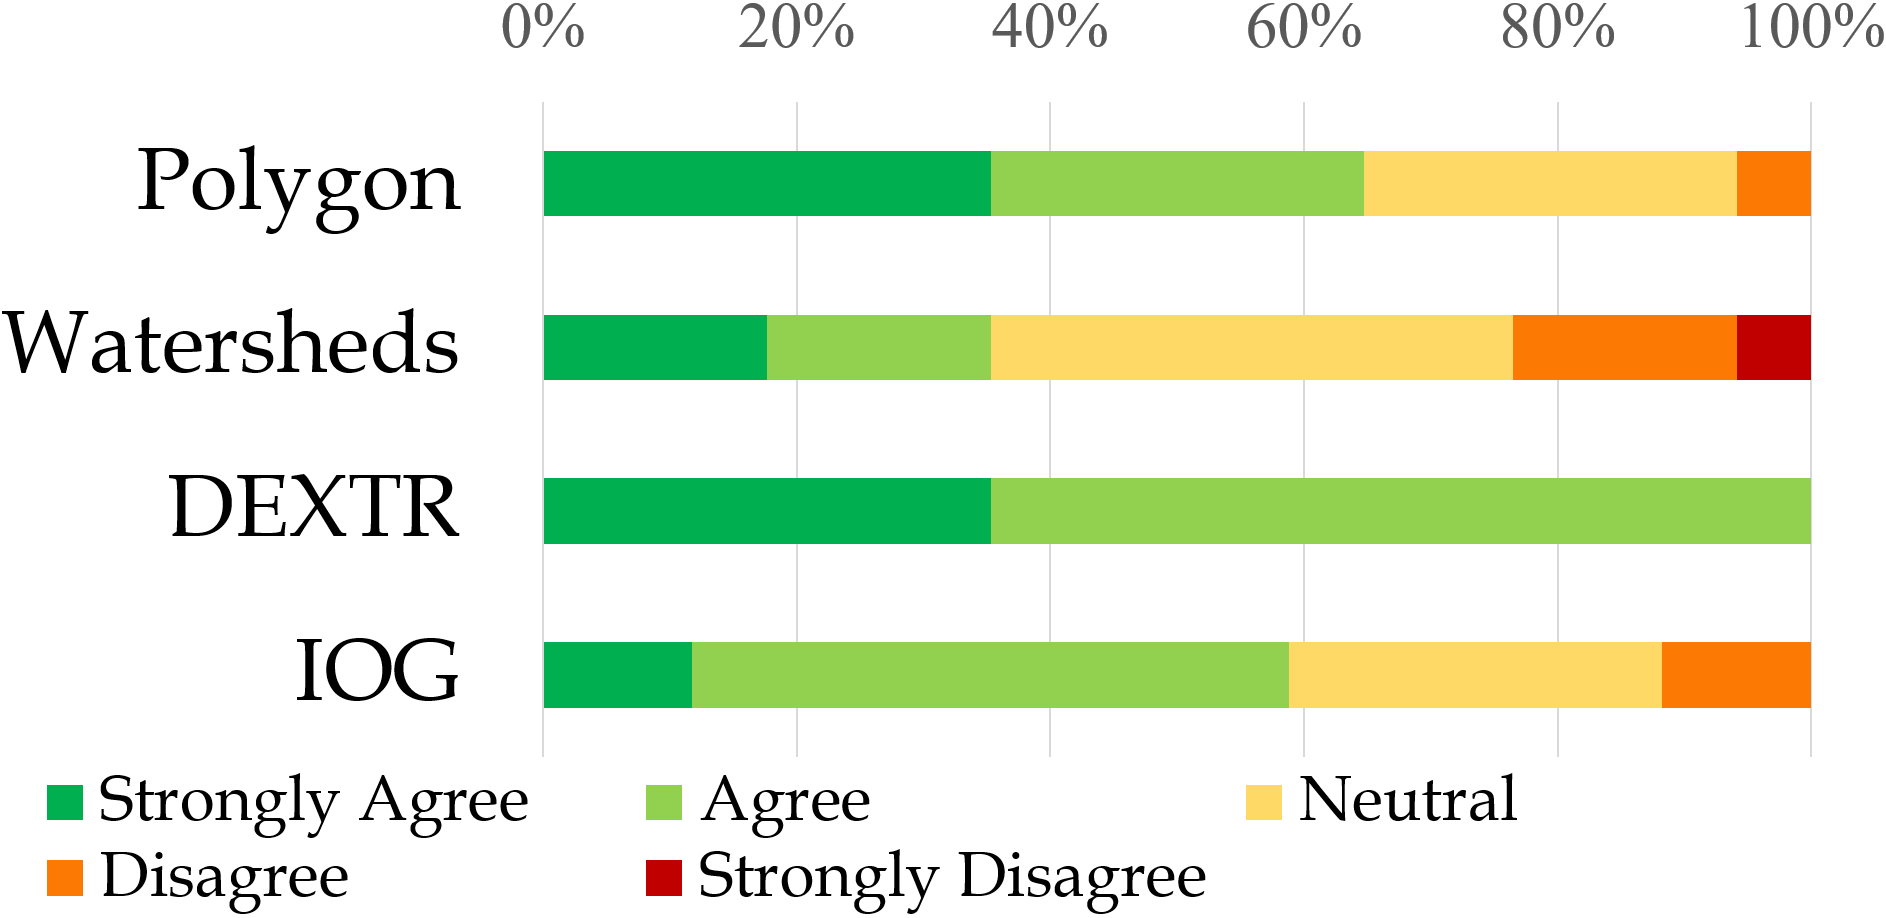 0% 20% 40% 60% 80% 100%
Polygon
Watersheds
DEXTR
IOG
Strongly Agree Agree Neutral
Disagree Strongly Disagree